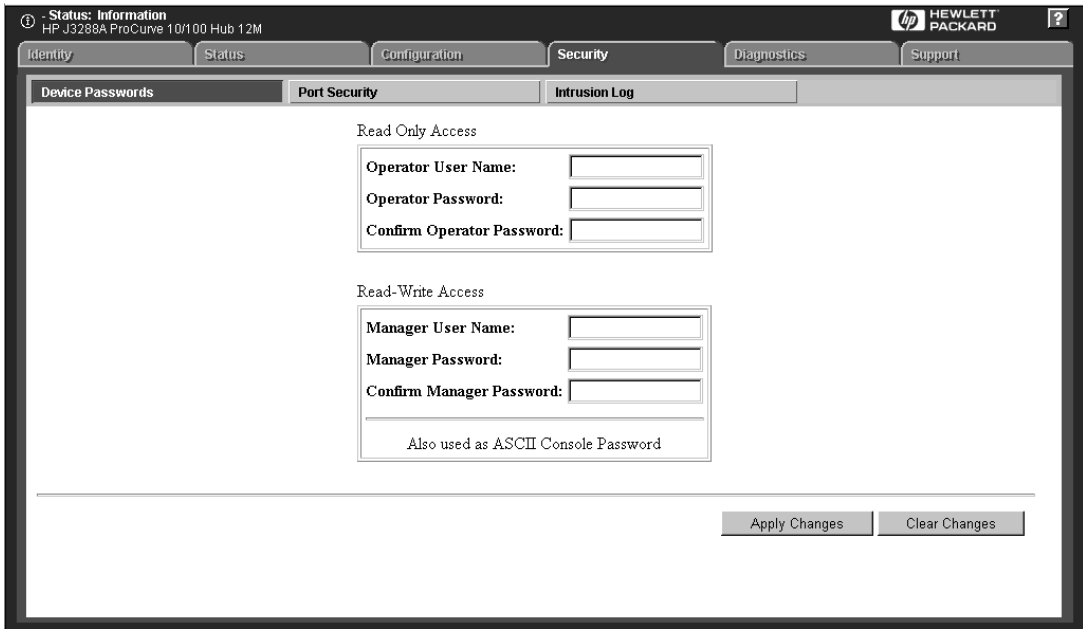 - Status: Information
HP J3288A ProCurve 10/100 Hub 12M
hp HEWLETT PACKARD
?
Identity Status Configuration Security Diagnostics Support
Device Passwords Port Security Intrusion Log
Read Only Access
Operator User Name:
Operator Password:
Confirm Operator Password:
Read-Write Access
Manager User Name:
Manager Password:
Confirm Manager Password:
Also used as ASCII Console Password
Apply Changes Clear Changes